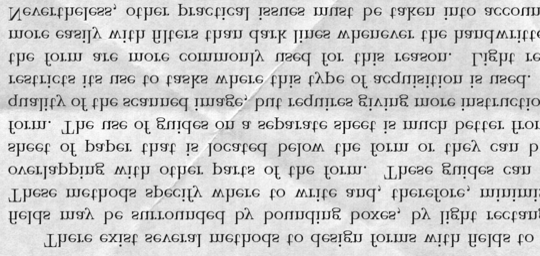 There exist several methods to design forms with fields to
fields may be surrounded by bounding boxes, by light rectang
These methods specify where to write and, therefore, minimi
overlapping with other parts of the form. These guides can
sheet of paper that is located below the form or they can b
form. The use of guides on a separate sheet is much better fro
quality of the scanned image, but requires giving more instructio
restricts its use to tasks where this type of acquisition is used.
the form are more commonly used for this reason. Light re
more easily with filters than dark lines whenever the handwritt
Nevertheless, other practical issues must be taken into accoun